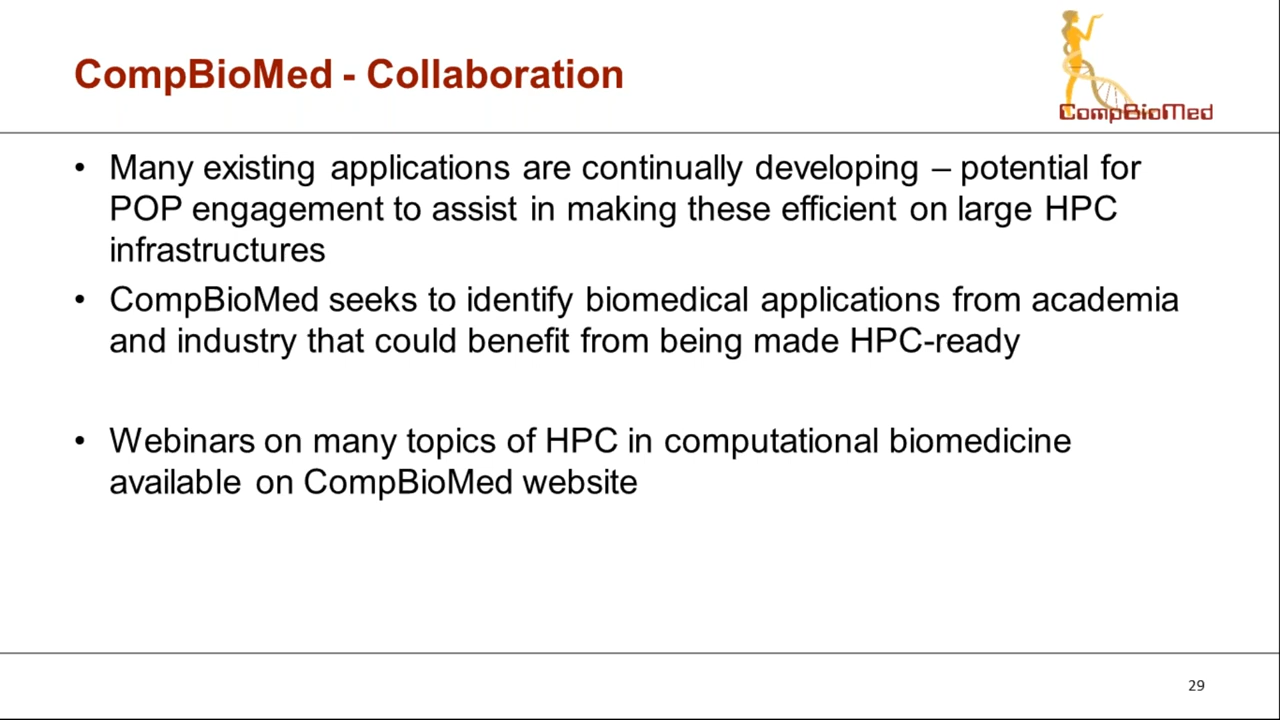 CompBioMed - Collaboration
CompBioMed
• Many existing applications are continually developing – potential for
POP engagement to assist in making these efficient on large HPC
infrastructures
• CompBioMed seeks to identify biomedical applications from academia
and industry that could benefit from being made HPC-ready
• Webinars on many topics of HPC in computational biomedicine
available on CompBioMed website
29